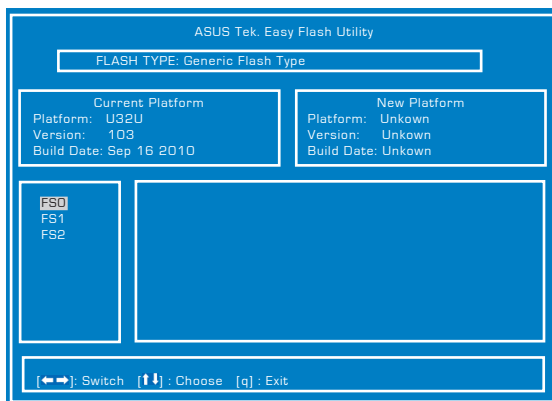 ASUS Tek. Easy Flash Utility
FLASH TYPE: Generic Flash Type
Current Platform
Platform: U32U
Version: 103
Build Date: Sep 16 2010
New Platform
Platform: Unkown
Version: Unkown
Build Date: Unkown
FS0
FS1
FS2
[←→]: Switch [↑↓] : Choose [q] : Exit